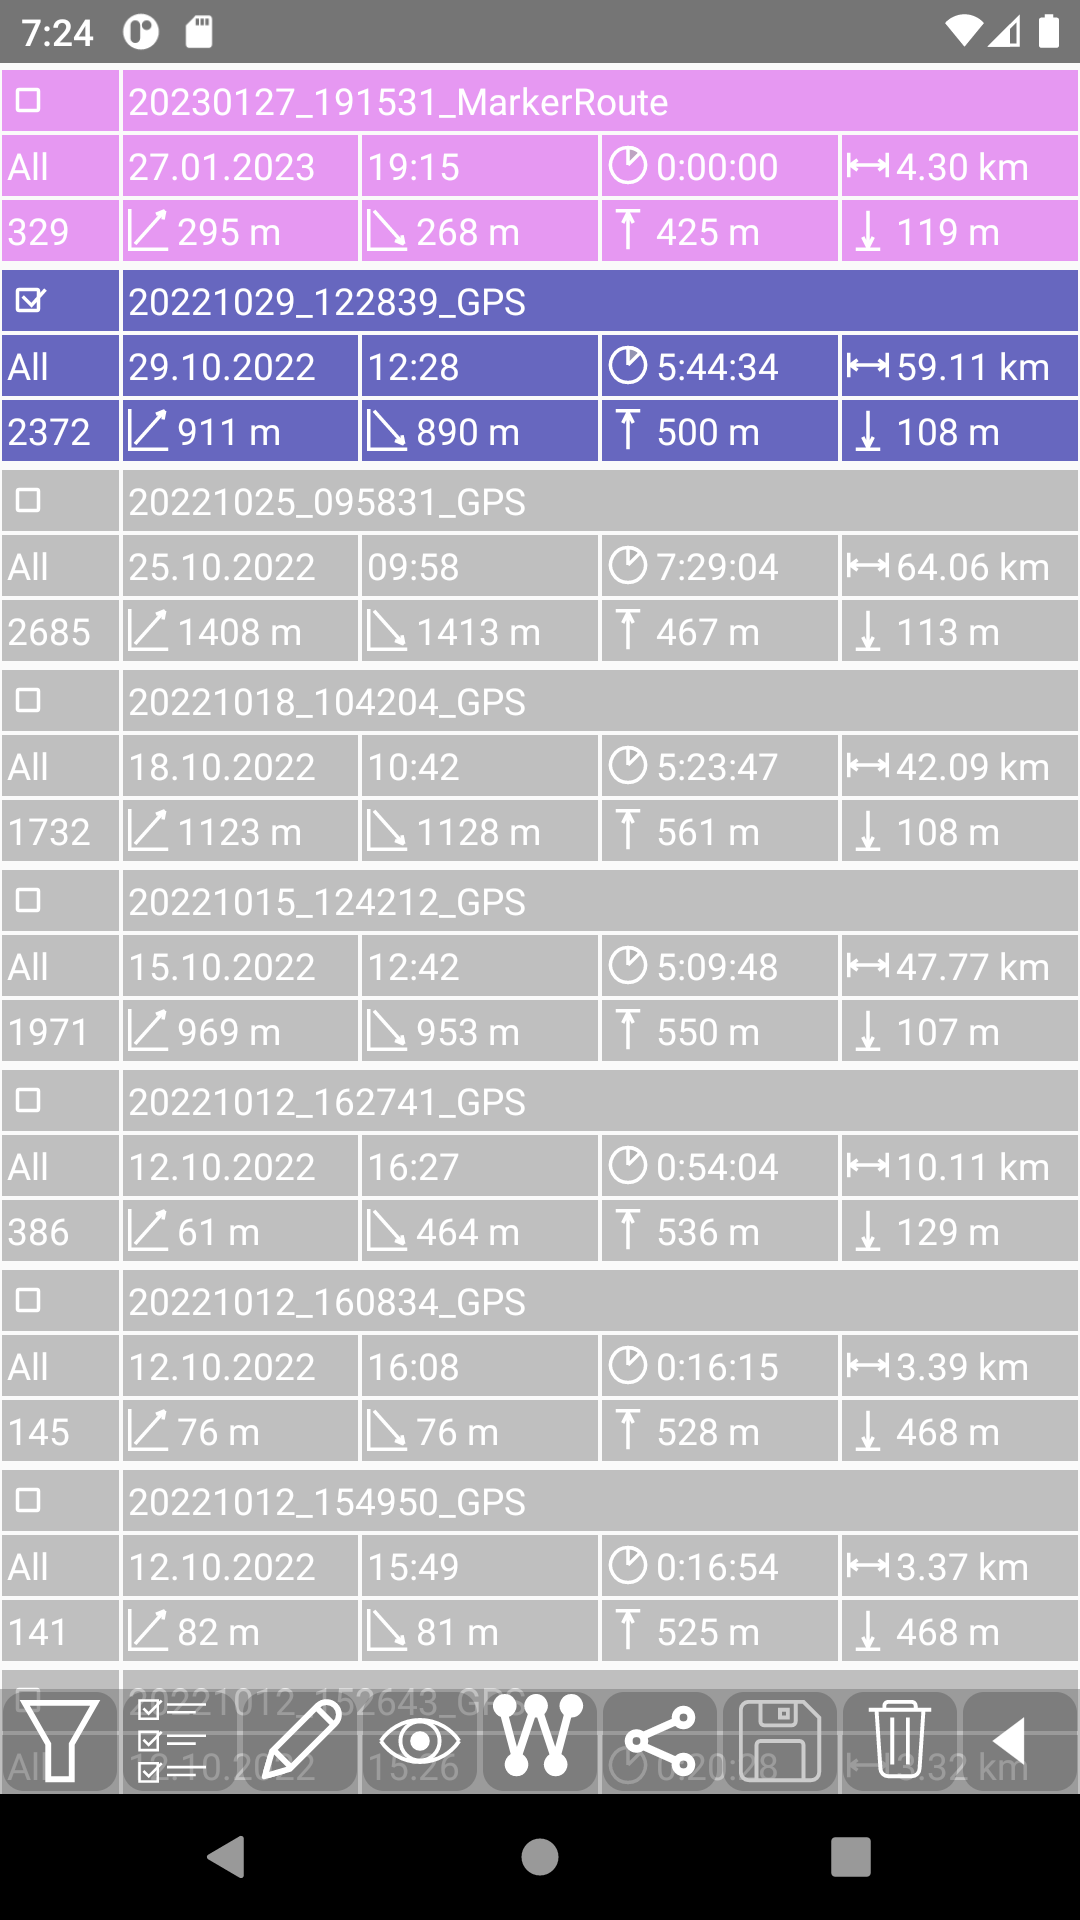 7:24
20230127_191531_MarkerRoute
All 27.01.2023 19:15 0:00:00 4.30 km
329 295 m 268 m 425 m 119 m
20221029_122839_GPS
All 29.10.2022 12:28 5:44:34 59.11 km
2372 911 m 890 m 500 m 108 m
20221025_095831_GPS
All 25.10.2022 09:58 7:29:04 64.06 km
2685 1408 m 1413 m 467 m 113 m
20221018_104204_GPS
All 18.10.2022 10:42 5:23:47 42.09 km
1732 1123 m 1128 m 561 m 108 m
20221015_124212_GPS
All 15.10.2022 12:42 5:09:48 47.77 km
1971 969 m 953 m 550 m 107 m
20221012_162741_GPS
All 12.10.2022 16:27 0:54:04 10.11 km
386 61 m 464 m 536 m 129 m
20221012_160834_GPS
All 12.10.2022 16:08 0:16:15 3.39 km
145 76 m 76 m 528 m 468 m
20221012_154950_GPS
All 12.10.2022 15:49 0:16:54 3.37 km
141 82 m 81 m 525 m 468 m
20221012_152643_GPS
All 12.10.2022 15:26 0:20:28 3.32 km